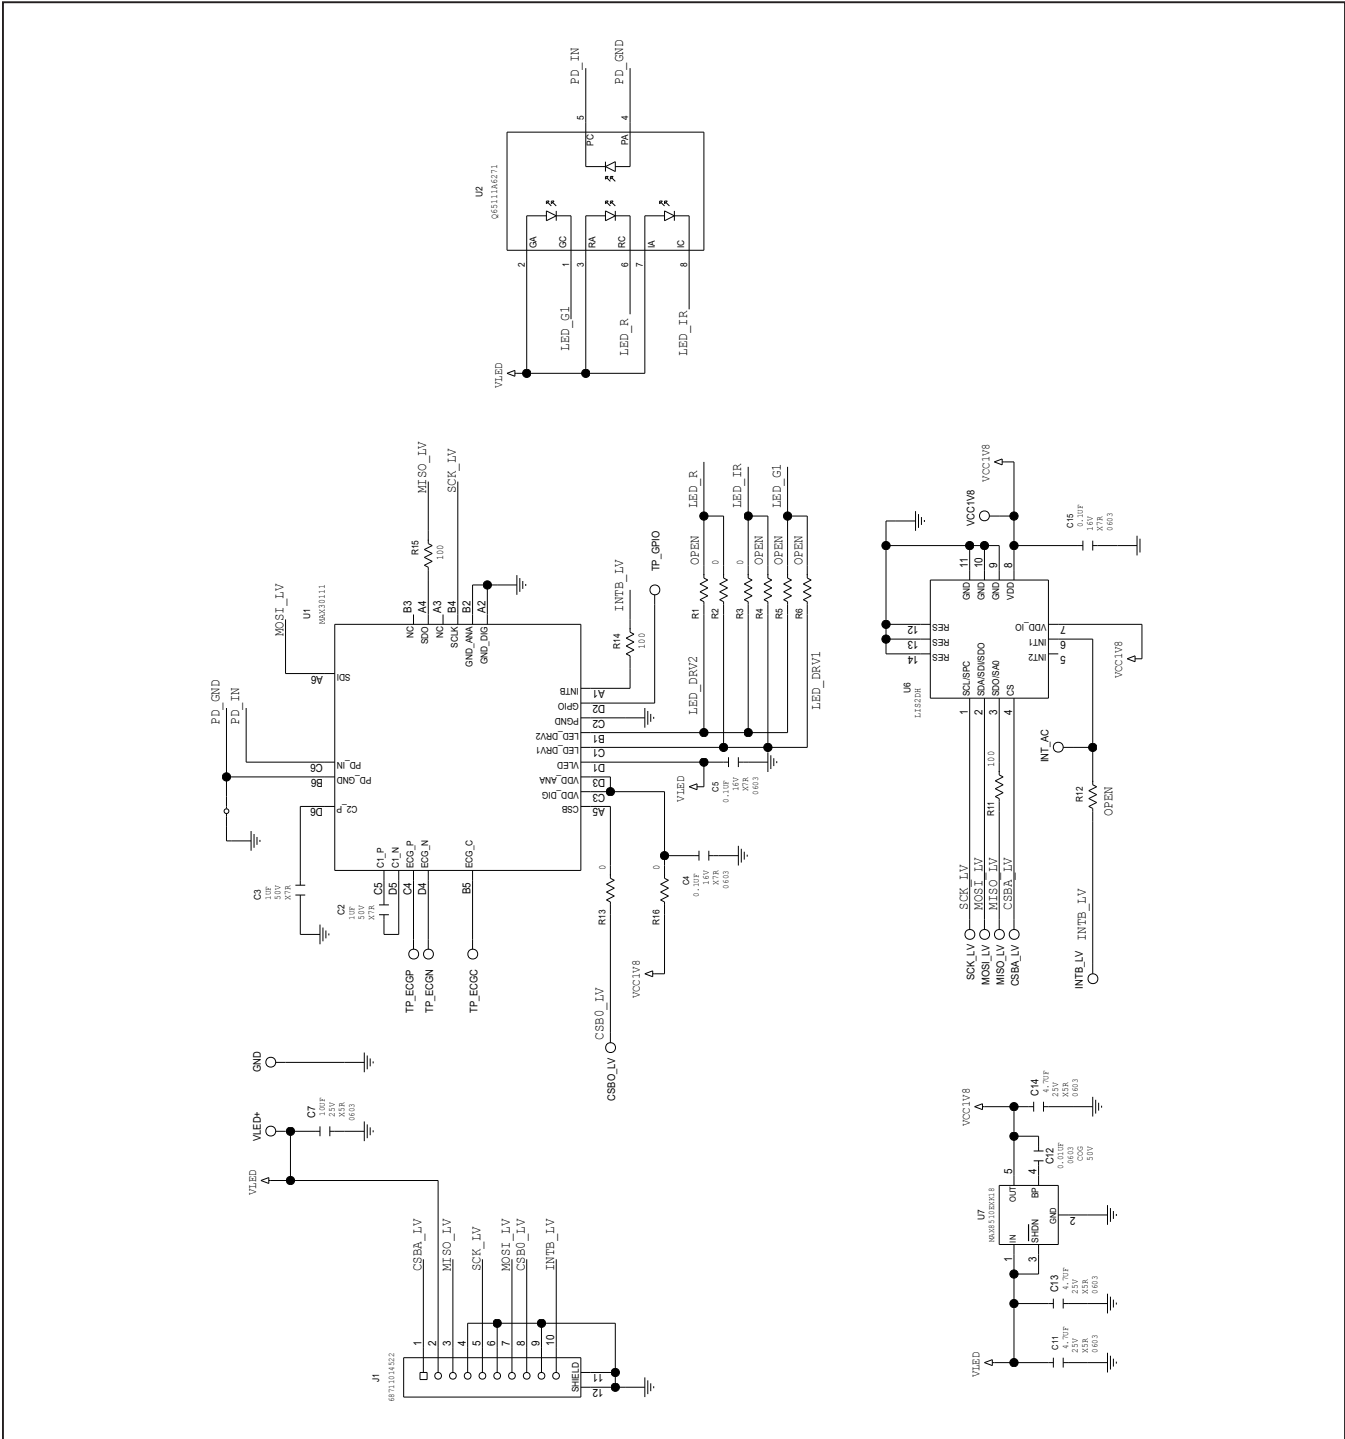 PD_IN
PD_GND
5
4
PC
PA
U2
Q65111A6271
GA
GC
RA
RC
IA
IC
2
1
3
6
7
8
LED_G1
LED_R
LED_IR
VLED
MISO_LV
SCK_LV
R15
100
MOSI_LV
U1
MAX30111
B3
A4
A3
B4
B2
A2
NC
SDO
NC
SCLK
GND_ANA
GND_DIG
A6
SDI
PD_GND
PD_IN
C6
PD_IN
B6
PD_GND
D6
C2_P
C3
1UF
50V
X7R
C1_P
C1_N
ECG_P
ECG_N
ECG_C
C5
D5
C4
D4
B5
C2
1UF
50V
X7R
TP_ECGP
TP_ECGN
TP_ECGC
INTB
A1
GPIO
D2
PGND
C2
LED_DRV2
B1
LED_DRV1
C1
VLED
D1
VDD_ANA
D3
VDD_DIG
C3
CSB
A5
INTB_LV
R14
100
TP_GPIO
LED_R
LED_IR
LED_G1
OPEN
0
0
OPEN
OPEN
OPEN
R1
R2
R3
R4
R5
R6
LED_DRV2
LED_DRV1
VLED
C5
0.1UF
16V
X7R
0603
C4
0.1UF
16V
X7R
0603
R13
0
R16
0
VCC1V8
CSB0_LV
CSBO_LV
VCC1V8
VCC1V8
C15
0.1UF
16V
X7R
0603
11
10
9
8
GND
GND
GND
VDD
12
RES
13
RES
14
RES
VDD_IO
7
INT1
6
INT2
5
VCC1V8
U6
LIS2DH
SCL/SPC
SDA/SDI/SDO
SDO/SA0
CS
1
2
3
4
R11
100
INT_AC
R12
OPEN
SCK_LV
MOSI_LV
MISO_LV
CSBA_LV
SCK_LV
MOSI_LV
MISO_LV
CSBA_LV
INTB_LV
INTB_LV
GND
VLED+
C7
10UF
25V
X5R
0603
VLED
CSBA_LV
MISO_LV
SCK_LV
MOSI_LV
CSB0_LV
INTB_LV
1
2
3
4
5
6
7
8
9
10
J1
68711014522
SHIELD
11
12
VCC1V8
C14
4.7UF
25V
X5R
0603
C12
0.01UF
0603
COG
50V
5
4
OUT
BP
U7
MAX8510EXK18
GND
2
IN
SHDN
1
3
C13
4.7UF
25V
X5R
0603
C11
4.7UF
25V
X5R
0603
VLED